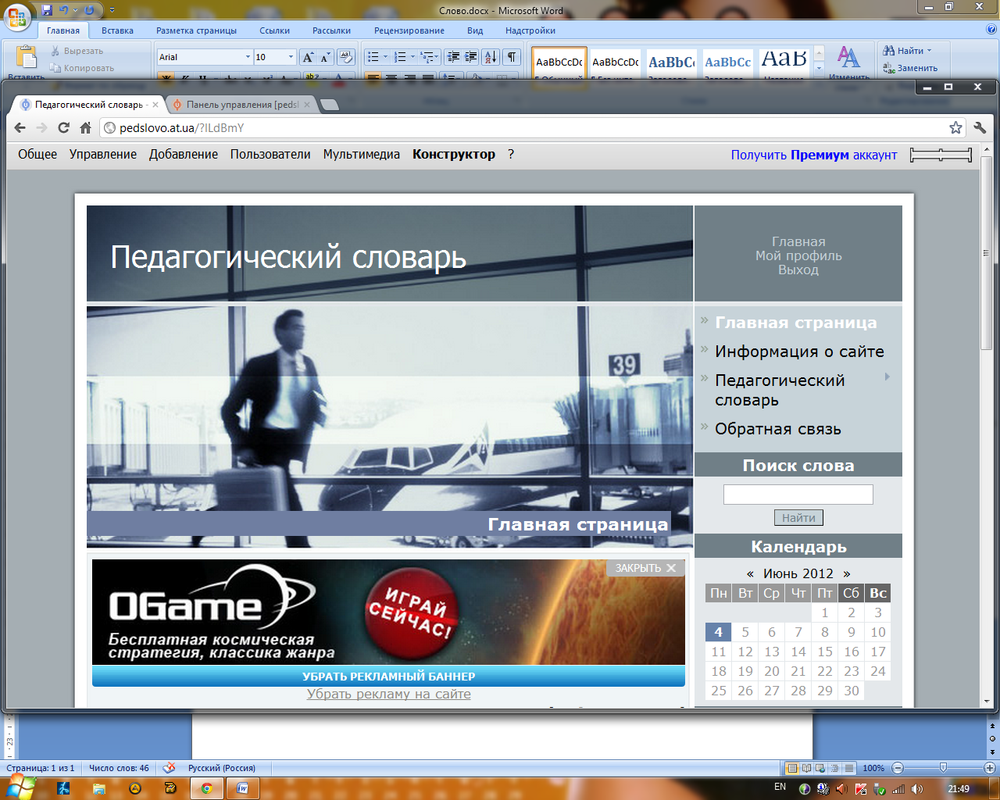 Слово.docx - Microsoft Word
Главная Вставка Разметка страницы Ссылки Рассылки Рецензирование Вид Надстройки
Вырезать
Копировать
Вставить
Arial 10
AaBbCcDc AaBbCcDc AaBbCc AaBbCc
Изменить
Найти
Заменить
Педагогический словарь -
Панель управления [pedsl
pedslovo.at.ua/?lLdBmY
Общее Управление Добавление Пользователи Мультимедиа Конструктор ?
Получить Премиум аккаунт
Педагогический словарь
Главная
Мой профиль
Выход
39
Главная страница
» Главная страница
» Информация о сайте
» Педагогический
словарь
» Обратная связь
Поиск слова
Найти
Календарь
« Июнь 2012 »
Пн Вт Ср Чт Пт Сб Вс
1 2 3
4 5 6 7 8 9 10
11 12 13 14 15 16 17
18 19 20 21 22 23 24
25 26 27 28 29 30
ЗАКРЫТЬ
OGame
ИГРАЙ
СЕЙЧАС!
Бесплатная космическая
стратегия, классика жанра
УБРАТЬ РЕКЛАМНЫЙ БАННЕР
Убрать рекламу на сайте
23
Страница: 1 из 1 Число слов: 46 Русский (Россия) 100%
EN 21:49